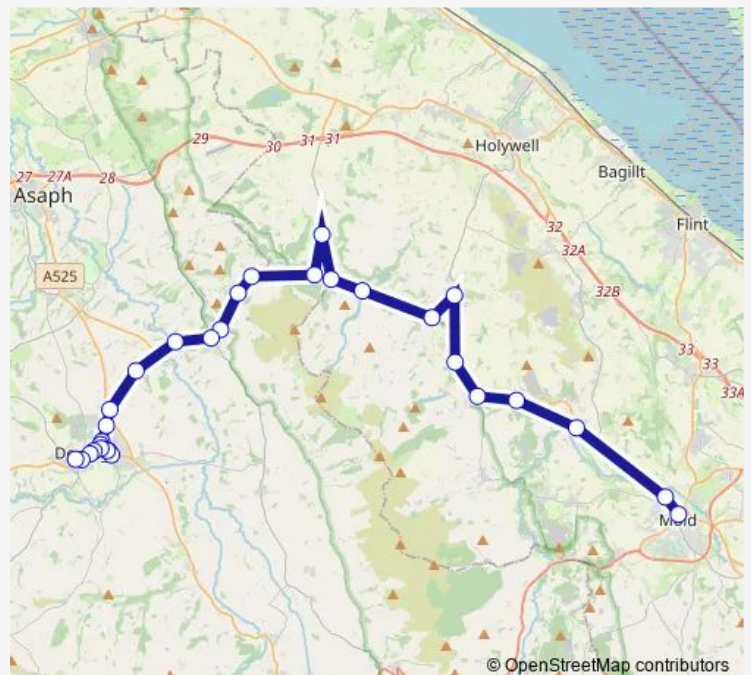 29
30
31
31
Holywell
27
27A
28
Asaph
Bagillt
32
Flint
32A
A525
32B
33
33
33A
D
M
ld
© OpenStreetMap contributors